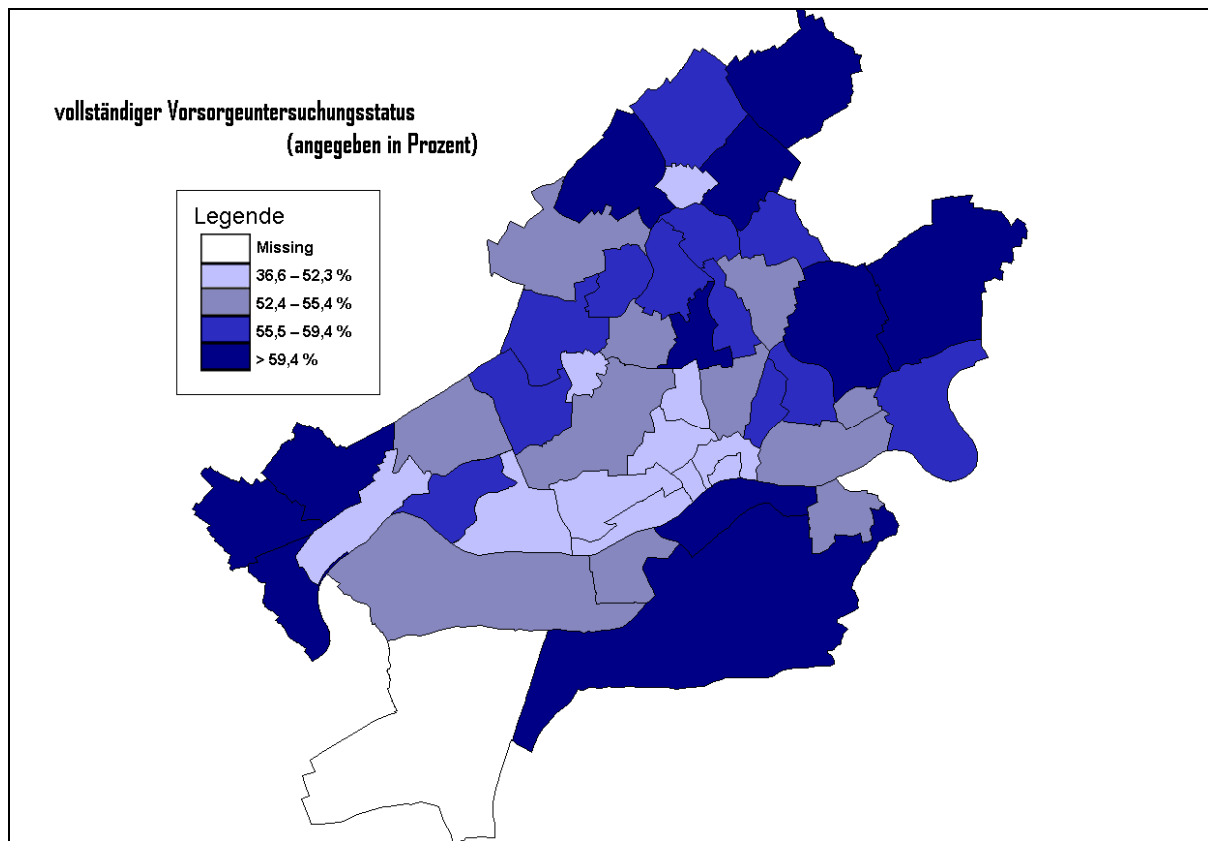 vollständiger Vorsorgeuntersuchungsstatus
(angegeben in Prozent)
Legende
Missing
36,6 – 52,3 %
52,4 – 55,4 %
55,5 – 59,4 %
> 59,4 %